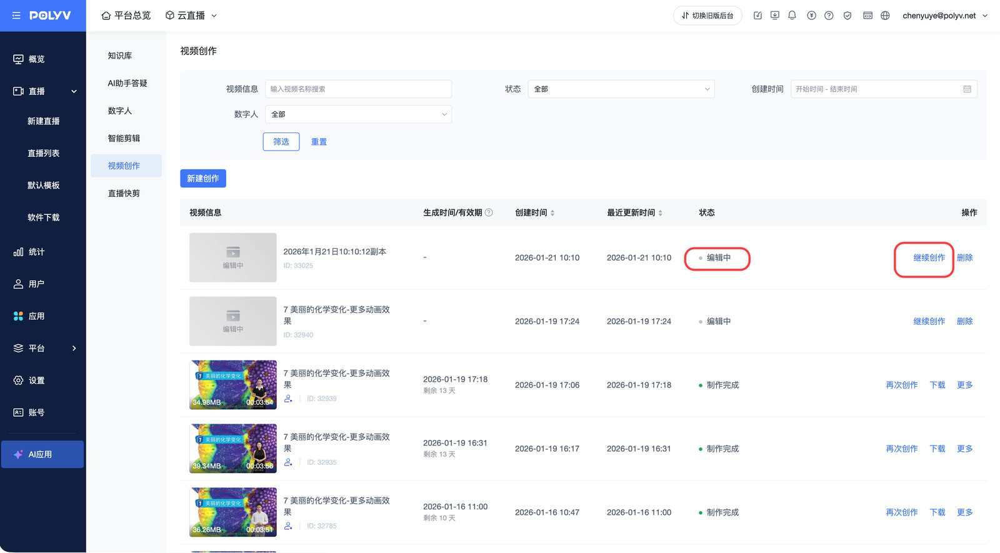 POLYV
平台总览
云直播
切换旧版后台
chenyuye@polyv.net
概览
直播
新建直播
直播列表
默认模板
软件下载
统计
用户
应用
平台
设置
账号
AI应用
知识库
AI助手答疑
数字人
智能剪辑
视频创作
直播快剪
视频创作
视频信息
输入视频名称搜索
状态
全部
创建时间
开始时间 - 结束时间
数字人
全部
筛选
重置
新建创作
视频信息
生成时间/有效期
创建时间
最近更新时间
状态
操作
编辑中
2026年1月21日10:10:12副本
ID: 33025
-
2026-01-21 10:10
2026-01-21 10:10
编辑中
继续创作
删除
编辑中
7 美丽的化学变化-更多动画效
果
ID: 32940
-
2026-01-19 17:24
2026-01-19 17:24
编辑中
继续创作
删除
1 美丽的化学变化
34.98MB
00:03:54
7 美丽的化学变化-更多动画效
果
ID: 32939
2026-01-19 17:18
剩余 13 天
2026-01-19 17:06
2026-01-19 17:18
制作完成
再次创作
下载
更多
1 美丽的化学变化
39.34MB
00:03:56
7 美丽的化学变化-更多动画效
果
ID: 32935
2026-01-19 16:31
剩余 13 天
2026-01-19 16:17
2026-01-19 16:31
制作完成
再次创作
下载
更多
1 美丽的化学变化
36.26MB
00:03:51
7 美丽的化学变化-更多动画效
果
ID: 32785
2026-01-16 11:00
剩余 10 天
2026-01-16 10:47
2026-01-16 11:00
制作完成
再次创作
下载
更多